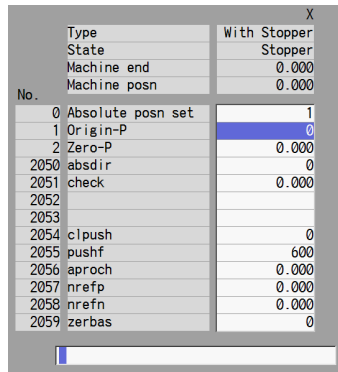 X
Type With Stopper
State Stopper
Machine end 0.000
Machine posn 0.000
No.
0 Absolute posn set 1
1 Origin-P 0
2 Zero-P 0.000
2050 absdir 0
2051 check 0.000
2052
2053
2054 clpush 0
2055 pushf 600
2056 aproch 0.000
2057 nrefp 0.000
2058 nrefn 0.000
2059 zerbas 0